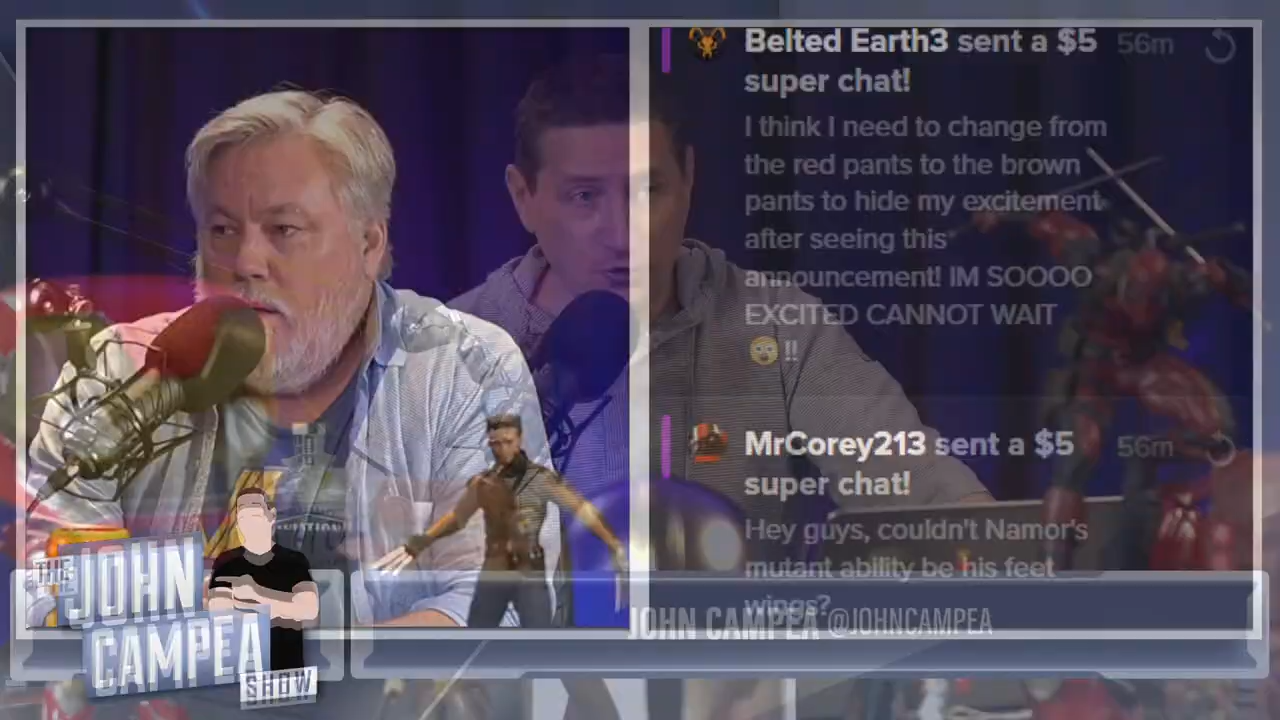 Belted Earth3 sent a $5 56m
super chat!
I think I need to change from
the red pants to the brown
pants to hide my excitement
after seeing this
announcement! IM SOOOO
EXCITED CANNOT WAIT
😳 !!
MrCorey213 sent a $5 56m
super chat!
Hey guys, couldn't Namor's
mutant ability be his feet
wings?
JOHN CAMPEA @JOHNCAMPEA
THE
JOHN
CAMPEA
SHOW